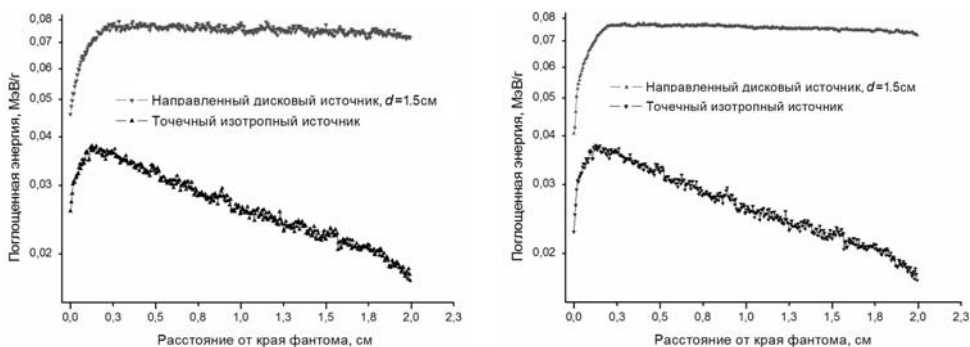 0,08
0,07
0,06
0,05
0,04
0,03
0,02
Поглощенная энергия, МэВ/г
Направленный дисковый источник, d=1.5см
Точечный изотропный источник
0,0 0,3 0,5 0,8 1,0 1,3 1,5 1,8 2,0 2,3
Расстояние от края фантома, см
0,08
0,07
0,06
0,05
0,04
0,03
0,02
Поглощенная энергия, МэВ/г
Направленный дисковый источник, d=1.5см
Точечный изотропный источник
0,0 0,3 0,5 0,8 1,0 1,3 1,5 1,8 2,0 2,3
Расстояние от края фантома, см